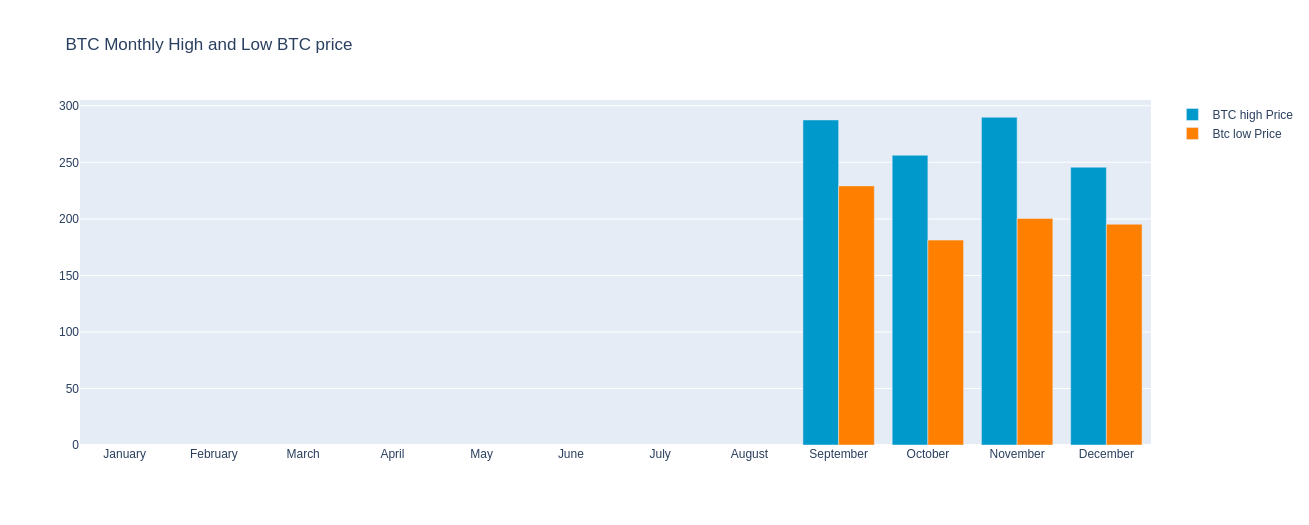 BTC Monthly High and Low BTC price
300
250
200
150
100
50
0
January February March April May June July August September October November December
BTC high Price
Btc low Price